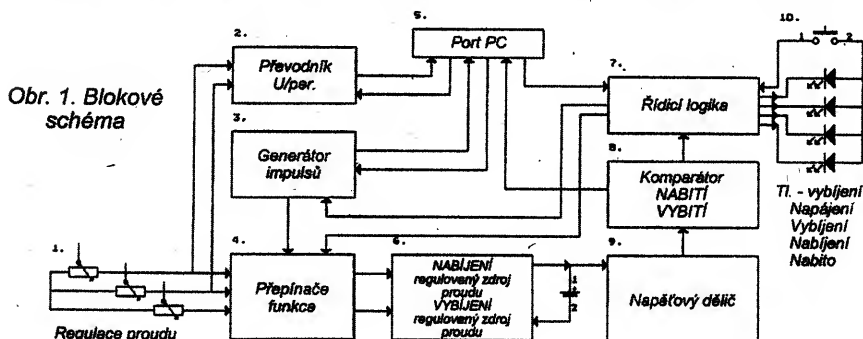 Obr. 1. Blokové
schéma
1.
Regulace proudu
2.
Převodník
U/per.
3.
Generátor
impulsů
4.
Přepínače
funkce
5.
Port PC
6.
NABÍJENÍ
regulovaný zdroj
proudu
VYBÍJENÍ
regulovaný zdroj
proudu
1
2
7.
Řídicí logika
8.
Komparátor
NABITÍ
VYBITÍ
9.
Napěťový dělič
10.
1 2
Tl. - vybíjení
Napájení
Vybíjení
Nabíjení
Nabito